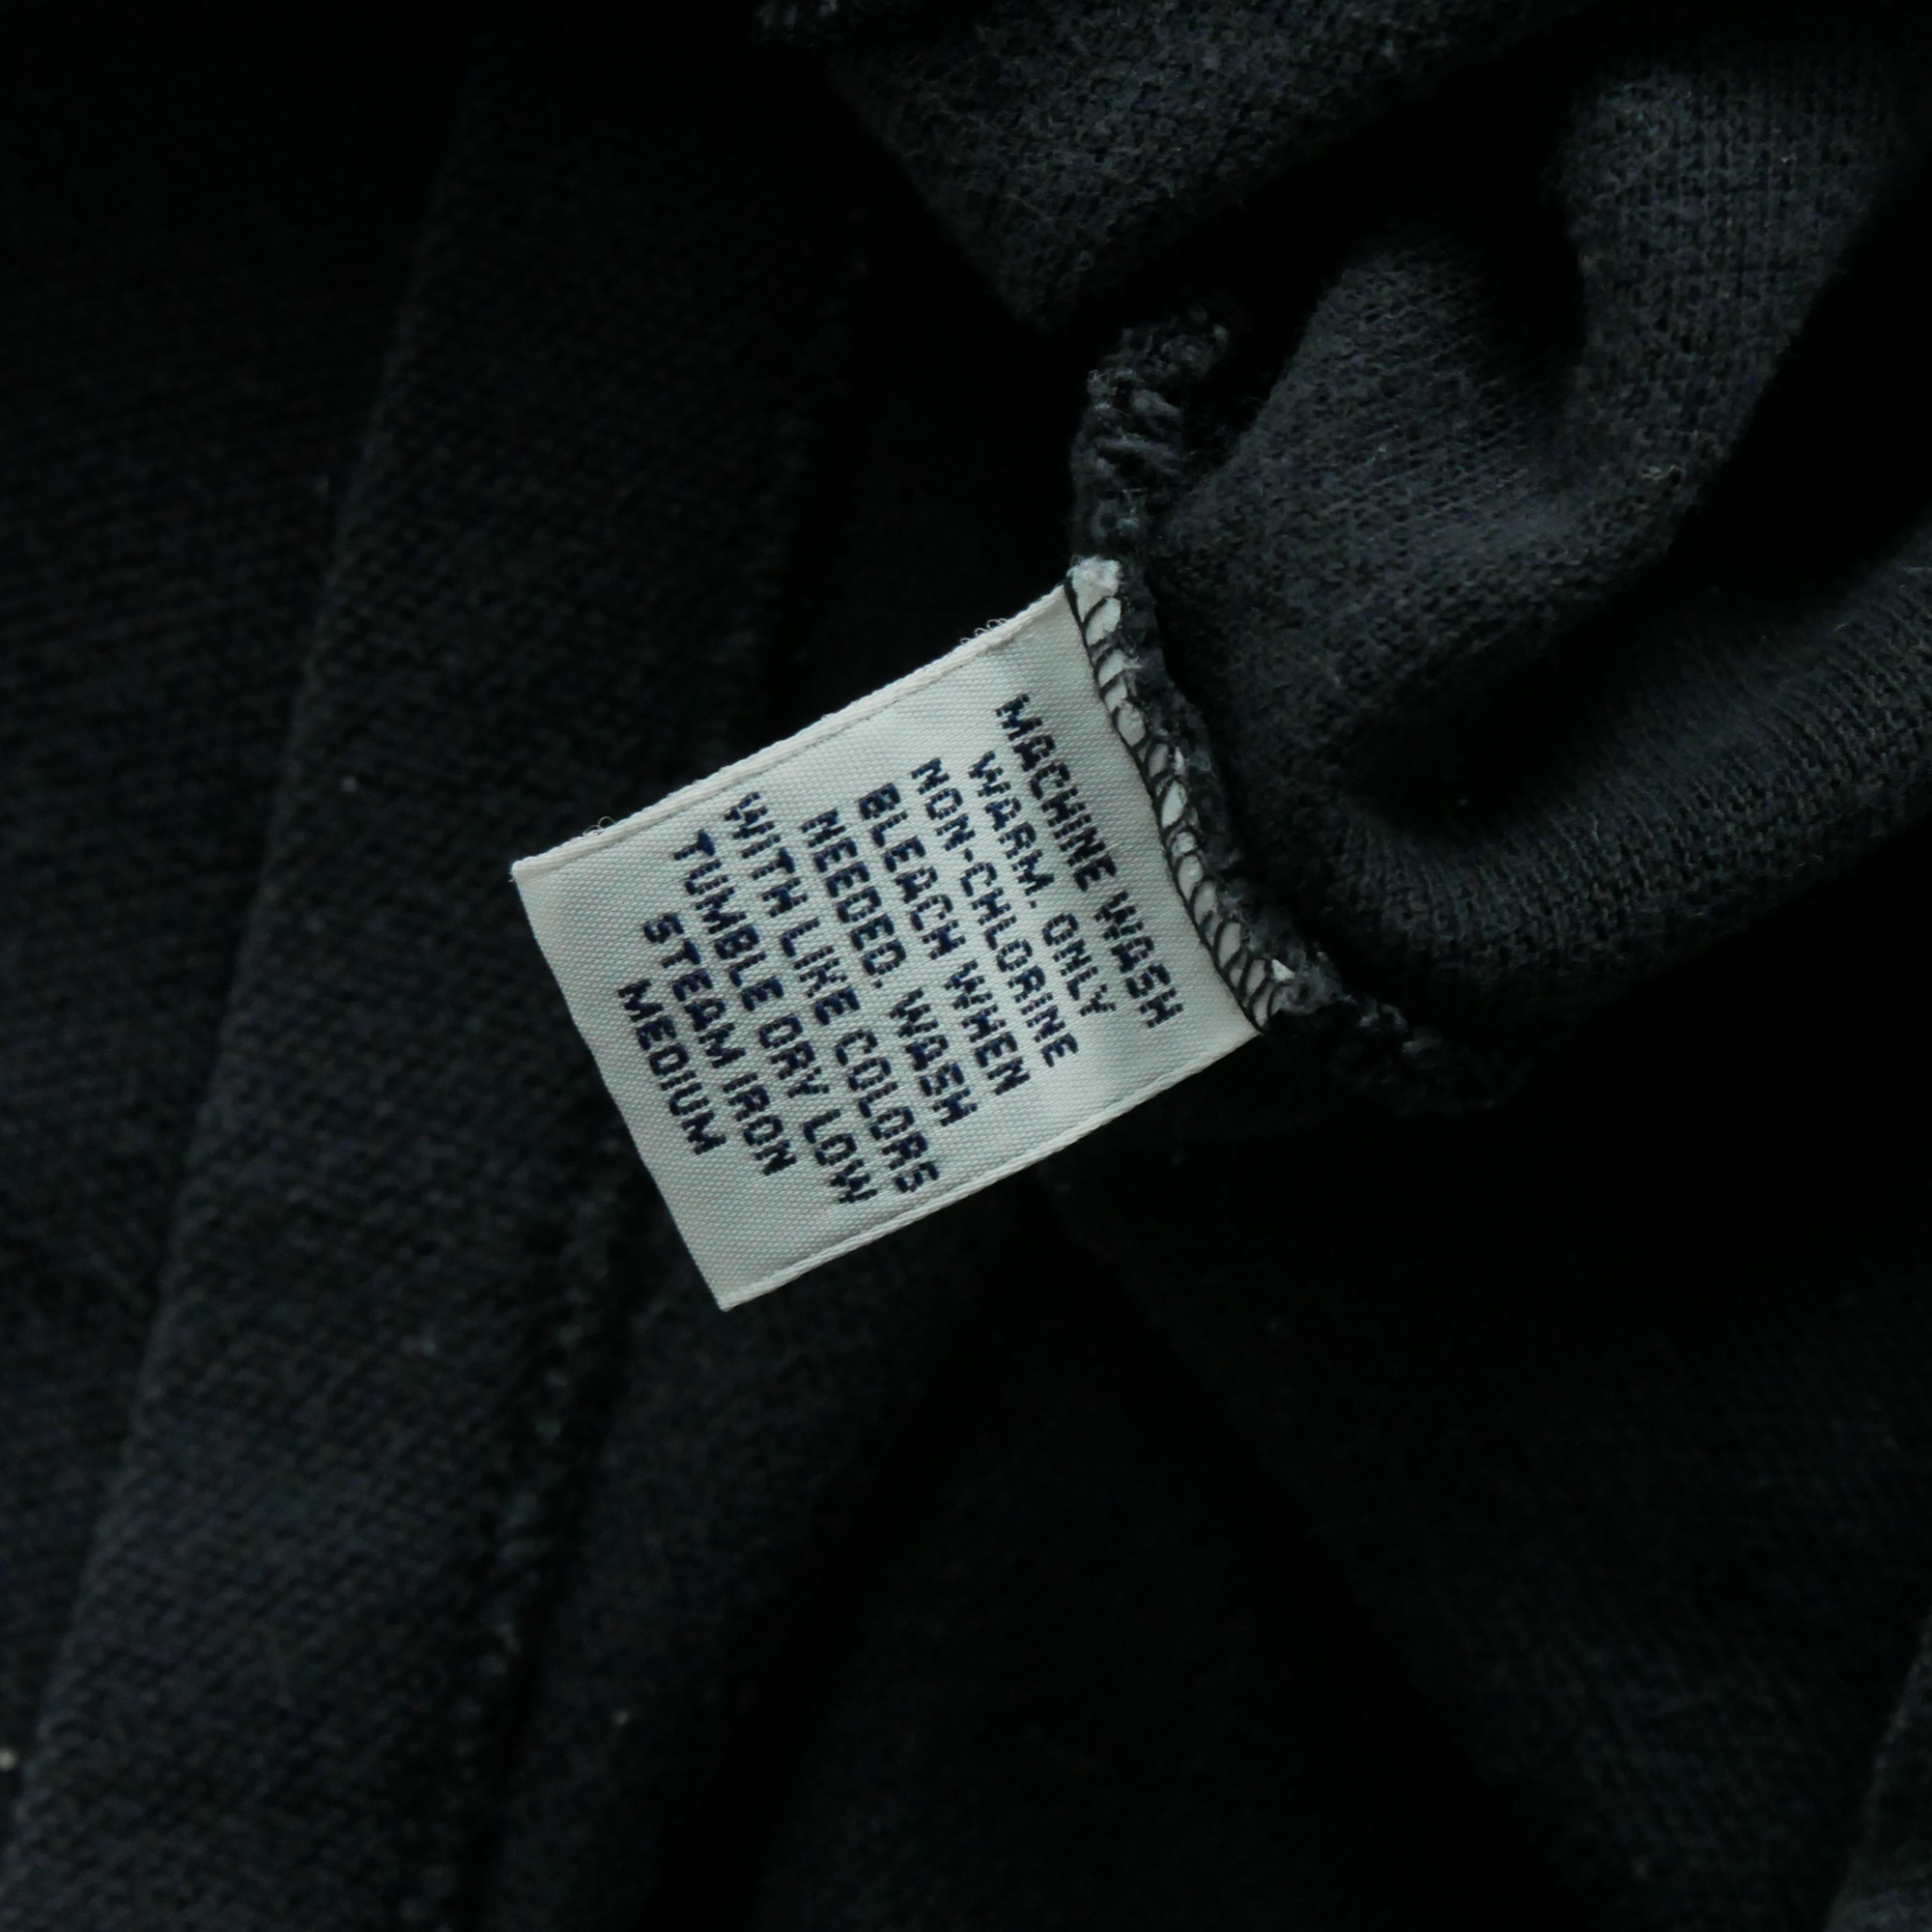 MACHINE WASH
WARM. ONLY
NON-CHLORINE
BLEACH WHEN
NEEDED. WASH
WITH LIKE COLORS
TUMBLE DRY LOW
STEAM IRON
MEDIUM